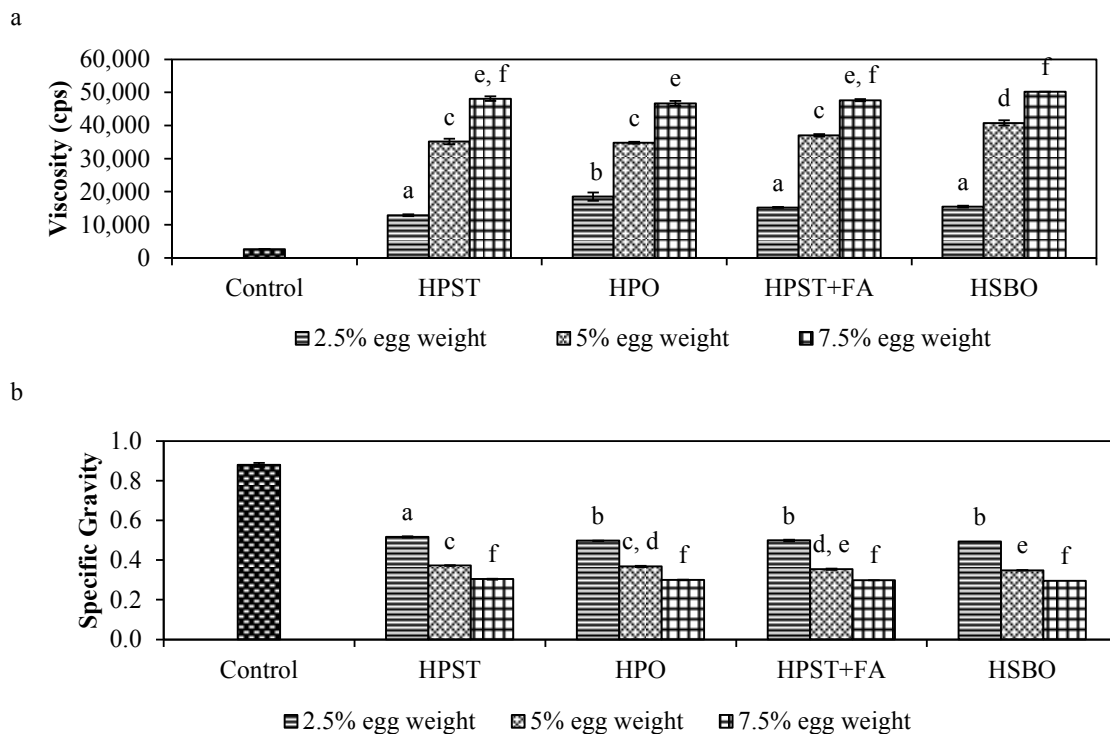 a
60,000
50,000
40,000
30,000
20,000
10,000
0
Viscosity (cps)
a
c
e, f
b
c
e
a
c
e, f
a
d
f
Control HPST HPO HPST+FA HSBO
2.5% egg weight 5% egg weight 7.5% egg weight
b
1.0
0.8
0.6
0.4
0.2
0.0
Specific Gravity
a
c
f
b
c, d
f
b
d, e
f
b
e
f
Control HPST HPO HPST+FA HSBO
2.5% egg weight 5% egg weight 7.5% egg weight